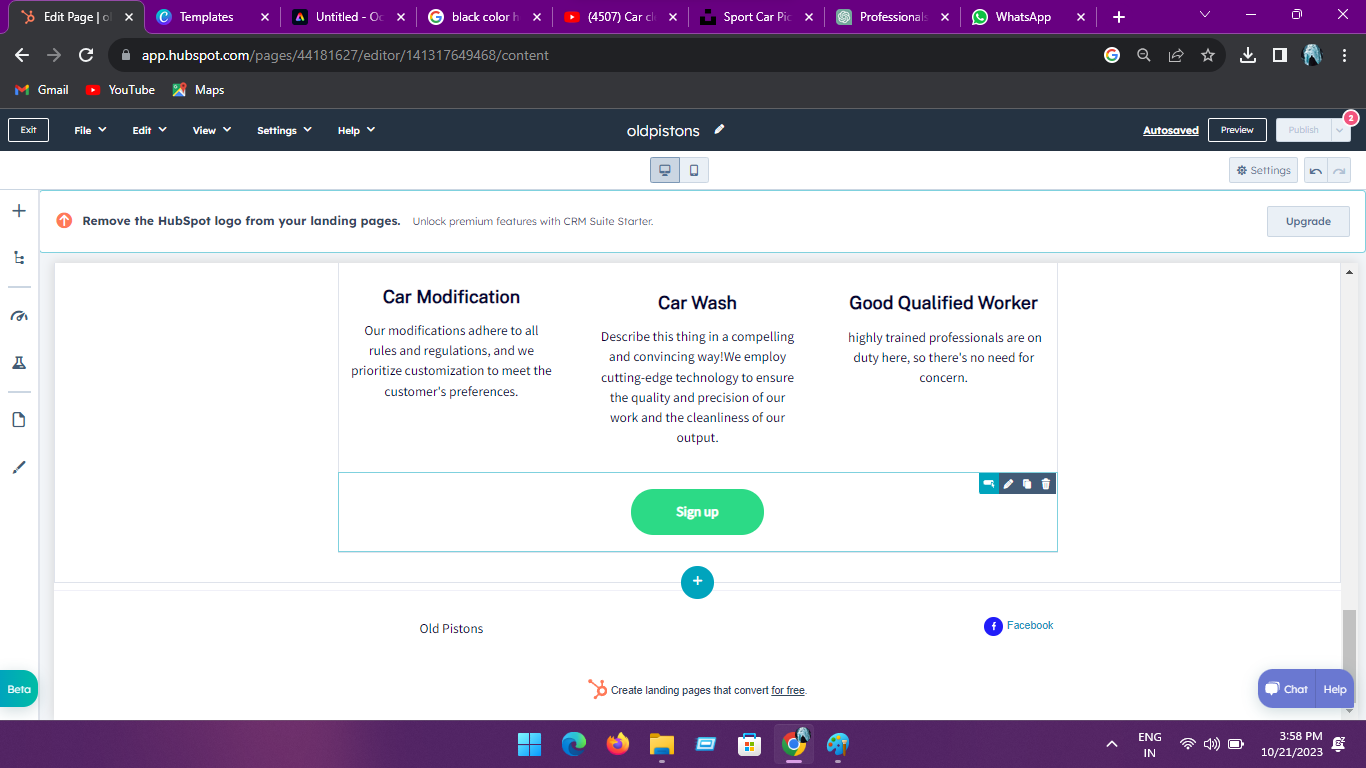 Edit Page | ol
Templates
Untitled - Oc
black color h
(4507) Car cl
Sport Car Pic
Professionals
WhatsApp
app.hubspot.com/pages/44181627/editor/141317649468/content
Gmail
YouTube
Maps
Exit
File
Edit
View
Settings
Help
oldpistons
Autosaved
Preview
Publish
2
Settings
Remove the HubSpot logo from your landing pages.
Unlock premium features with CRM Suite Starter.
Upgrade
Car Modification
Our modifications adhere to all
rules and regulations, and we
prioritize customization to meet the
customer's preferences.
Car Wash
Describe this thing in a compelling
and convincing way!We employ
cutting-edge technology to ensure
the quality and precision of our
work and the cleanliness of our
output.
Good Qualified Worker
highly trained professionals are on
duty here, so there's no need for
concern.
Sign up
Old Pistons
Facebook
Create landing pages that convert for free.
Beta
Chat
Help
ENG
IN
3:58 PM
10/21/2023